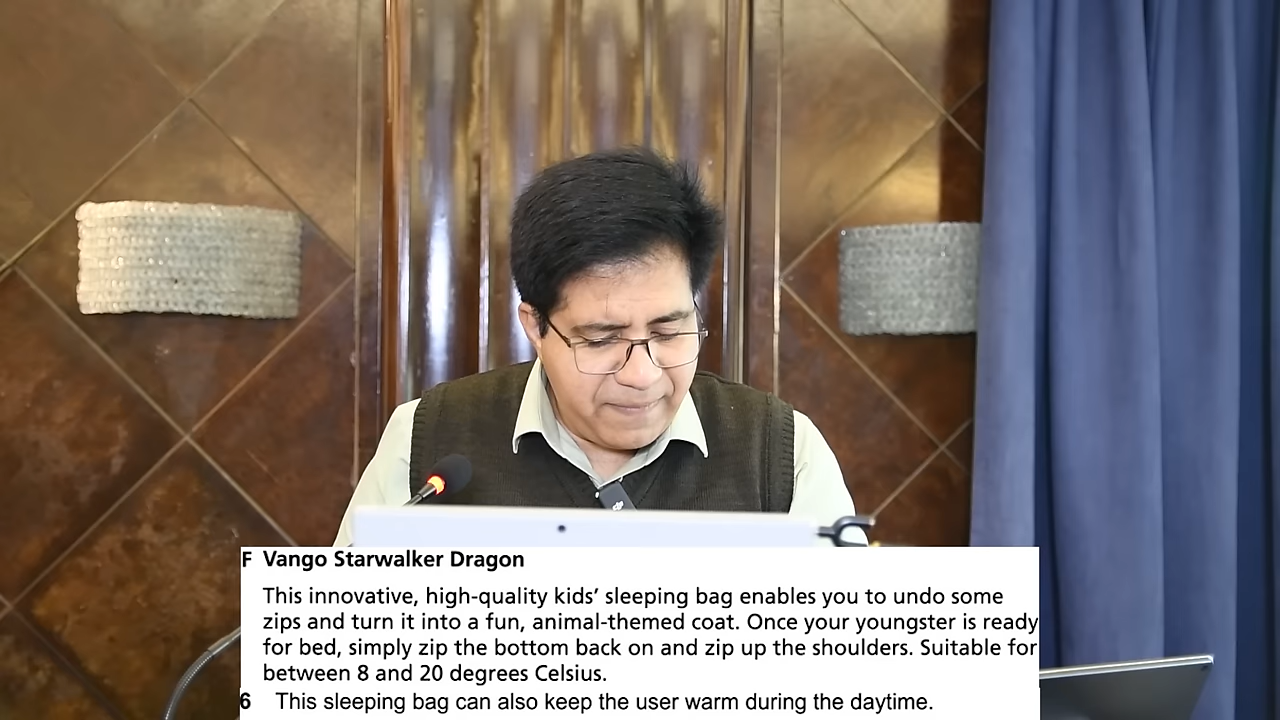 F Vango Starwalker Dragon
This innovative, high-quality kids’ sleeping bag enables you to undo some
zips and turn it into a fun, animal-themed coat. Once your youngster is ready
for bed, simply zip the bottom back on and zip up the shoulders. Suitable for
between 8 and 20 degrees Celsius.
6 This sleeping bag can also keep the user warm during the daytime.